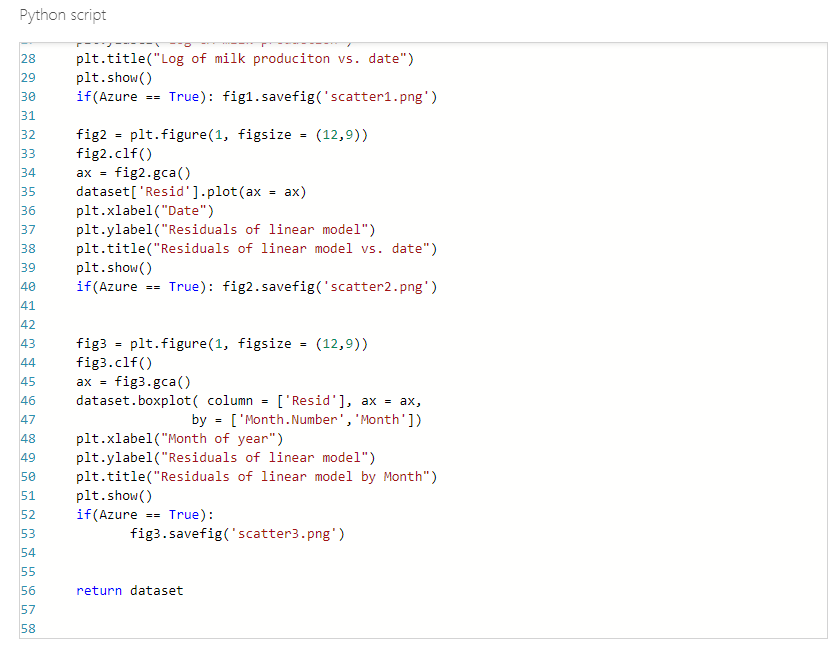 Python script
28 plt.title("Log of milk produciton vs. date")
29 plt.show()
30 if(Azure == True): fig1.savefig('scatter1.png')
31
32 fig2 = plt.figure(1, figsize = (12,9))
33 fig2.clf()
34 ax = fig2.gca()
35 dataset['Resid'].plot(ax = ax)
36 plt.xlabel("Date")
37 plt.ylabel("Residuals of linear model")
38 plt.title("Residuals of linear model vs. date")
39 plt.show()
40 if(Azure == True): fig2.savefig('scatter2.png')
41
42
43 fig3 = plt.figure(1, figsize = (12,9))
44 fig3.clf()
45 ax = fig3.gca()
46 dataset.boxplot( column = ['Resid'], ax = ax,
47 by = ['Month.Number','Month'])
48 plt.xlabel("Month of year")
49 plt.ylabel("Residuals of linear model")
50 plt.title("Residuals of linear model by Month")
51 plt.show()
52 if(Azure == True):
53 fig3.savefig('scatter3.png')
54
55
56 return dataset
57
58